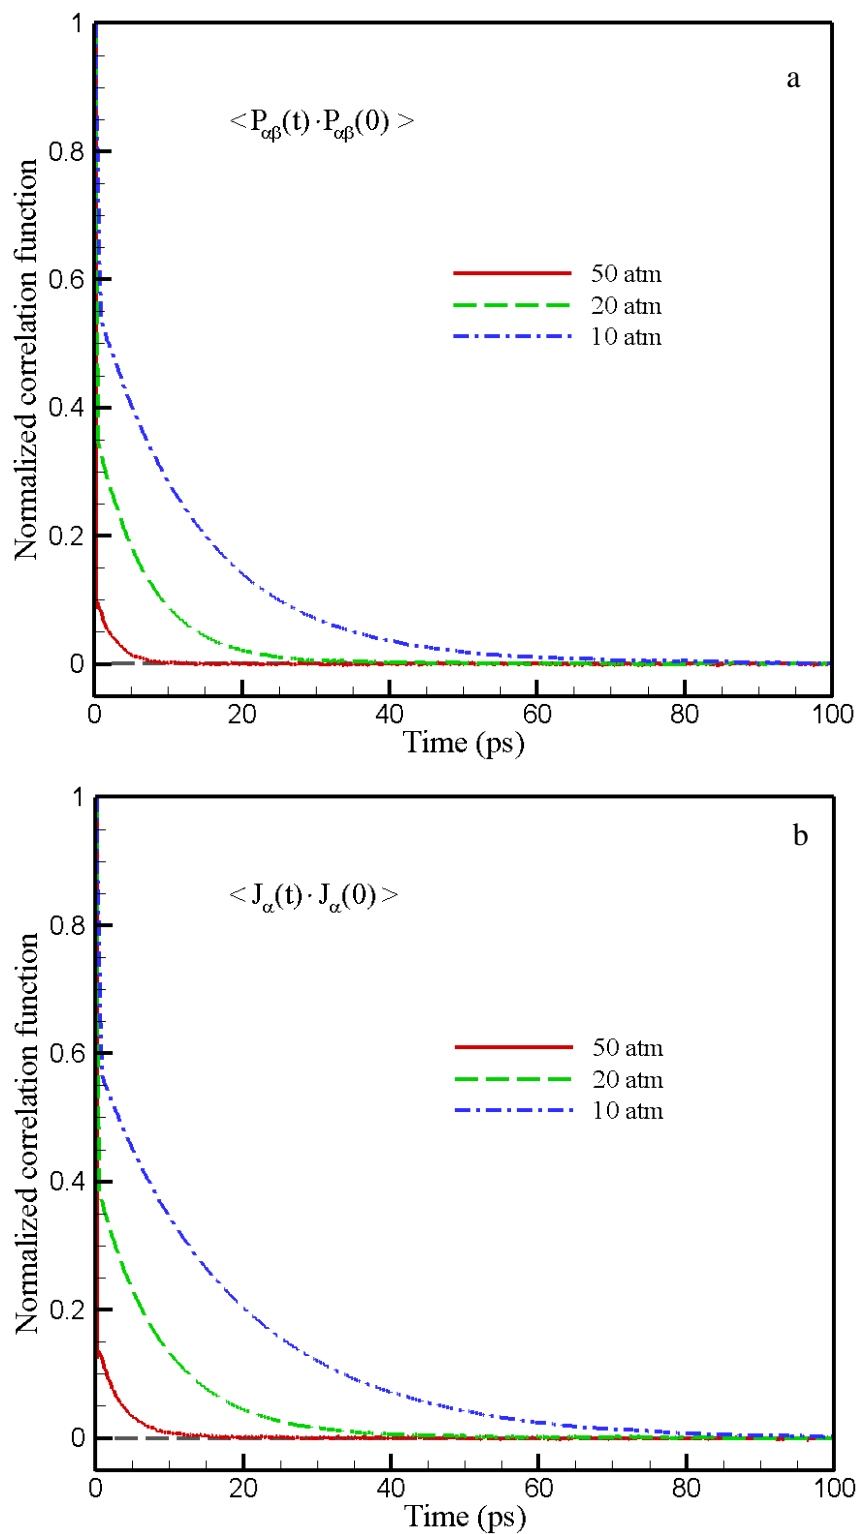 1
a
< Pαβ(t)·Pαβ(0) >
0.8
Normalized correlation function
0.6
50 atm
20 atm
10 atm
0.4
0.2
0
0 20 40 60 80 100
Time (ps)
1
b
< Jα(t)·Jα(0) >
0.8
Normalized correlation function
0.6
50 atm
20 atm
10 atm
0.4
0.2
0
0 20 40 60 80 100
Time (ps)